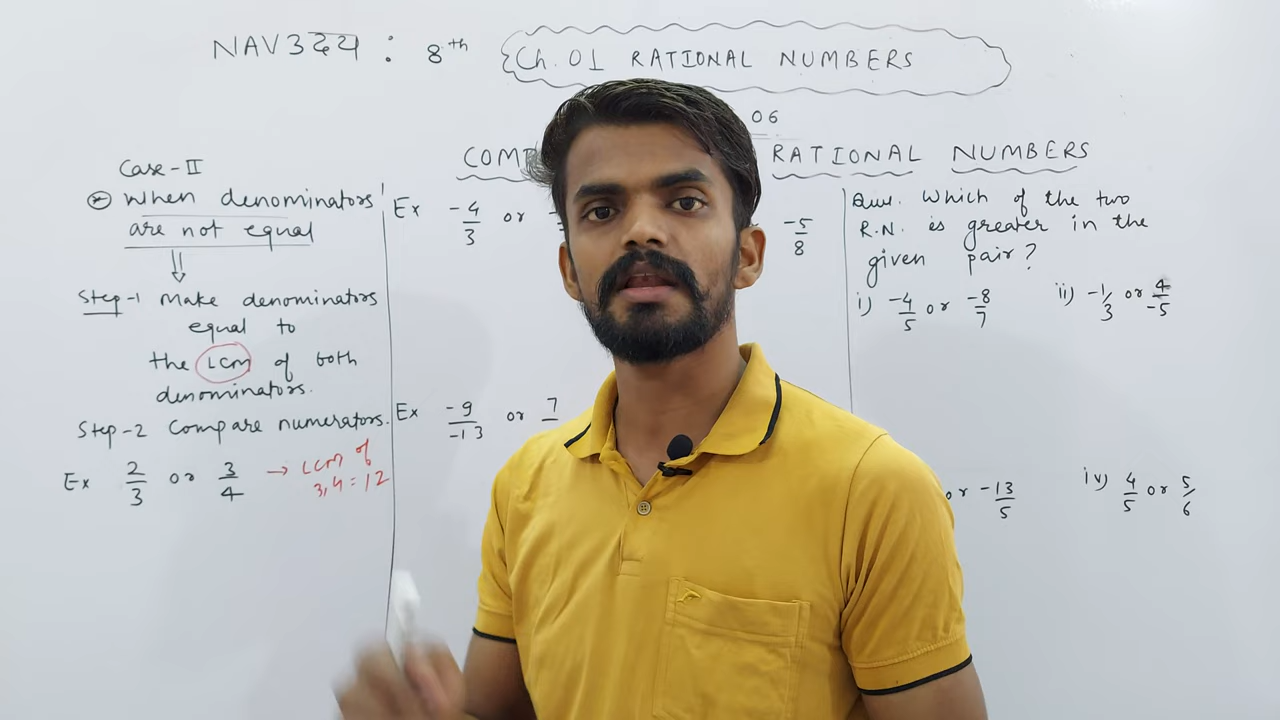 NAV3344 : 8th
Ch. 01 RATIONAL NUMBERS
06
RATIONAL NUMBERS
Case-II
When denominators
are not equal
Step-1 Make denominators
equal to
the LCM of both
denominators.
Step-2 Compare numerators.
Ex 2/3 or 3/4 → LCM of
3,4 = 12
Ex -4/3 or
-5/8
Ex -9/-13 or 7
Ques. Which of the two
R.N. is greater in the
given pair?
i) -4/5 or -8/7 ii) -1/3 or 4/-5
or -13/5 iv) 4/5 or 5/6